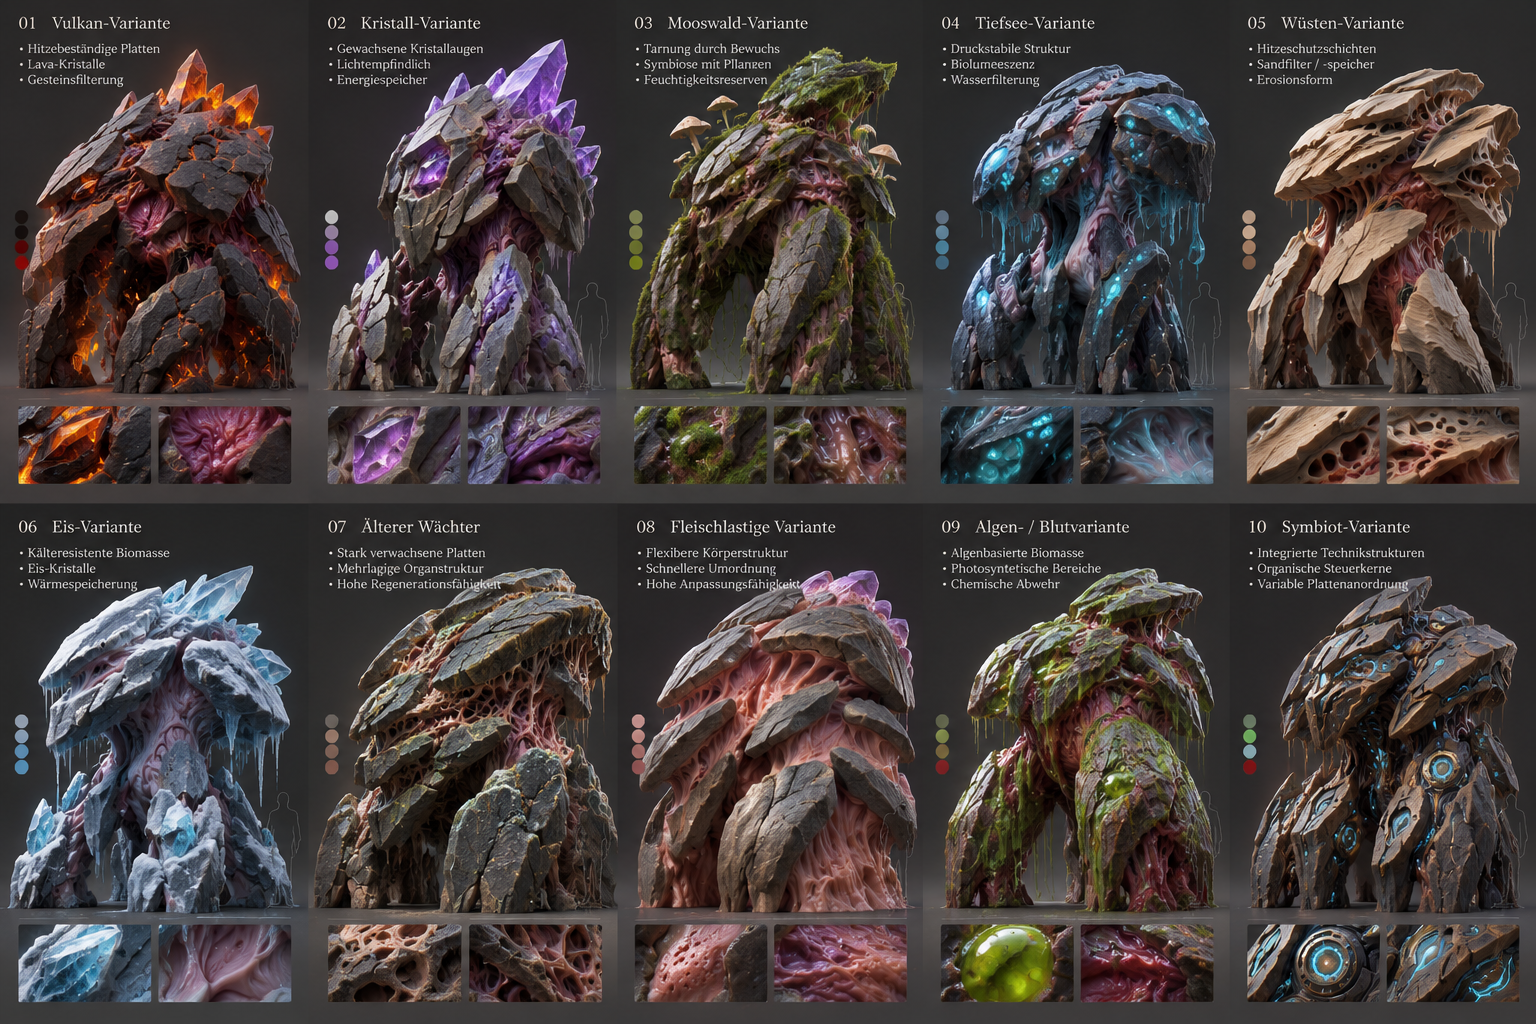 01 Vulkan-Variante
• Hitzebeständige Platten
• Lava-Kristalle
• Gesteinsfilterung
02 Kristall-Variante
• Gewachsene Kristallaugen
• Lichtempfindlich
• Energiespeicher
03 Mooswald-Variante
• Tarnung durch Bewuchs
• Symbiose mit Pflanzen
• Feuchtigkeitsreserven
04 Tiefsee-Variante
• Druckstabile Struktur
• Biolumeeszenz
• Wasserfilterung
05 Wüsten-Variante
• Hitzeschutzschichten
• Sandfilter / -speicher
• Erosionsform
06 Eis-Variante
• Kälteresistente Biomasse
• Eis-Kristalle
• Wärmespeicherung
07 Älterer Wächter
• Stark verwachsene Platten
• Mehrlagige Organstruktur
• Hohe Regenerationsfähigkeit
08 Fleischlastige Variante
• Flexibere Körperstruktur
• Schnellere Umordnung
• Hohe Anpassungsfähigkeit
09 Algen- / Blutvariante
• Algenbasierte Biomasse
• Photosyntetische Bereiche
• Chemische Abwehr
10 Symbiot-Variante
• Integrierte Technikstrukturen
• Organische Steuerkerne
• Variable Plattenanordnung